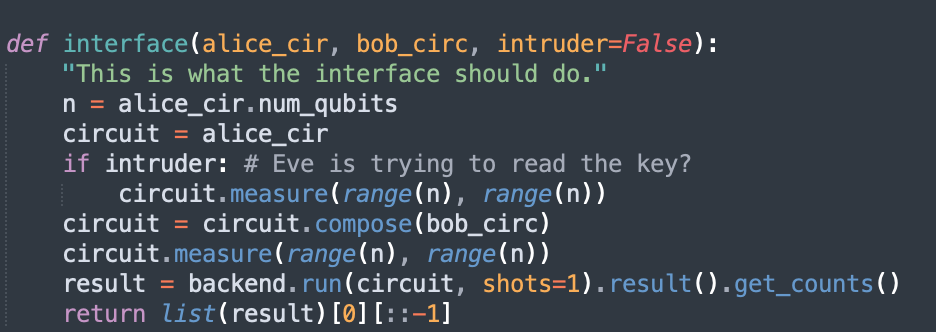 def interface(alice_cir, bob_circ, intruder=False):
    "This is what the interface should do."
    n = alice_cir.num_qubits
    circuit = alice_cir
    if intruder: # Eve is trying to read the key?
        circuit.measure(range(n), range(n))
    circuit = circuit.compose(bob_circ)
    circuit.measure(range(n), range(n))
    result = backend.run(circuit, shots=1).result().get_counts()
    return list(result)[0][::-1]